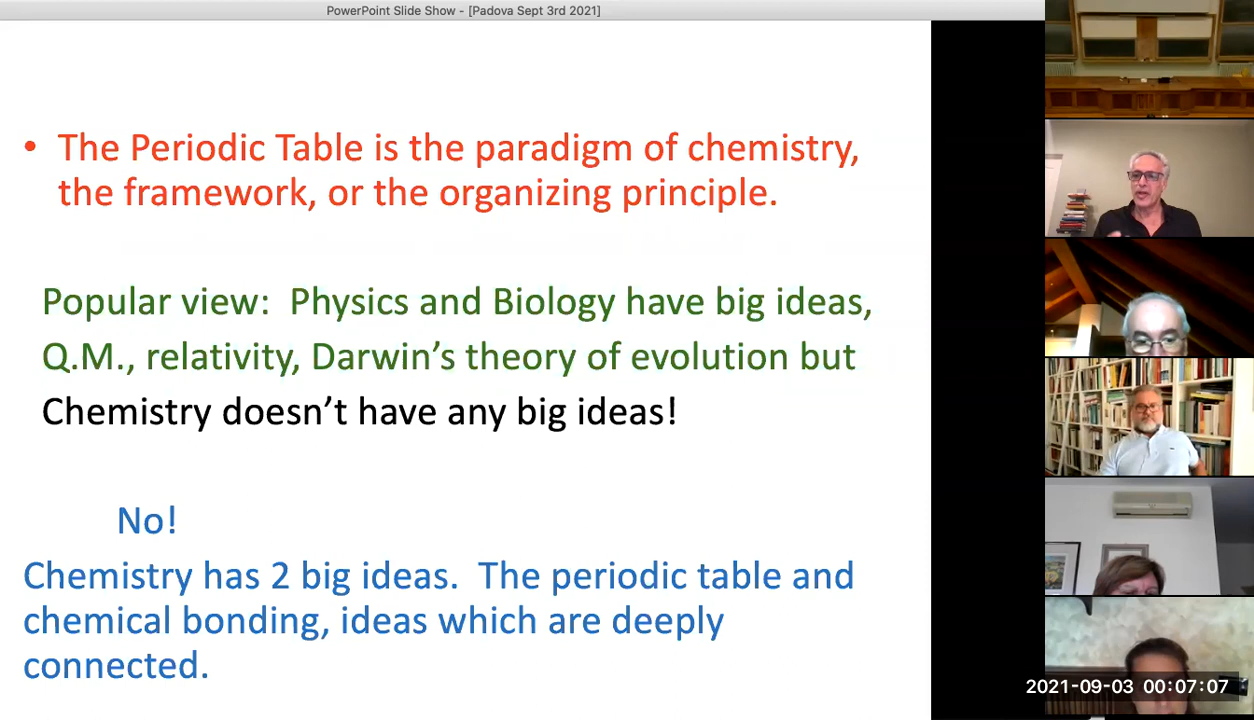 PowerPoint Slide Show - [Padova Sept 3rd 2021]
• The Periodic Table is the paradigm of chemistry,
the framework, or the organizing principle.
Popular view: Physics and Biology have big ideas,
Q.M., relativity, Darwin's theory of evolution but
Chemistry doesn't have any big ideas!
No!
Chemistry has 2 big ideas. The periodic table and
chemical bonding, ideas which are deeply
connected.
2021-09-03 00:07:07